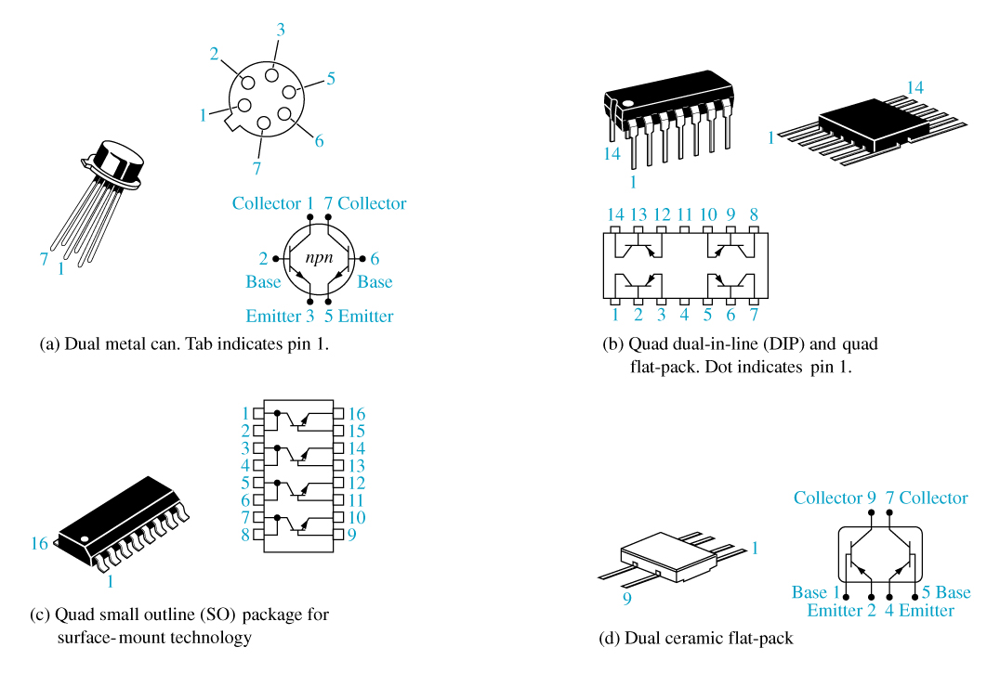 3
2
5
1
6
7
7
1
Collector 1 7 Collector
2 npn 6
Base Base
Emitter 3 5 Emitter
(a) Dual metal can. Tab indicates pin 1.
14
1
14
1
14 13 12 11 10 9 8
1 2 3 4 5 6 7
(b) Quad dual-in-line (DIP) and quad
flat-pack. Dot indicates pin 1.
1 16
2 15
3 14
4 13
5 12
6 11
7 10
8 9
16
1
(c) Quad small outline (SO) package for
surface-mount technology
1
9
Collector 9 7 Collector
Base 1 5 Base
Emitter 2 4 Emitter
(d) Dual ceramic flat-pack